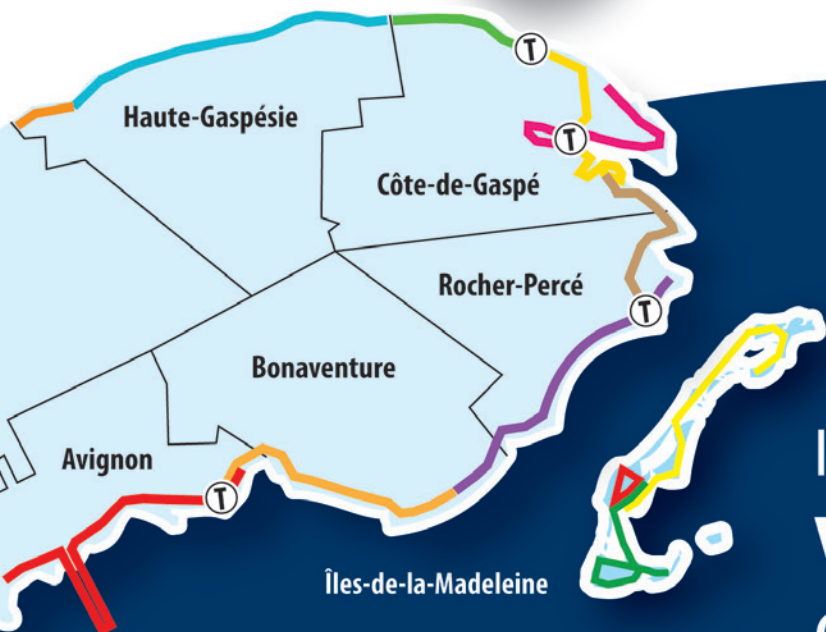 T
Haute-Gaspésie
T
Côte-de-Gaspé
Rocher-Percé
T
Bonaventure
Avignon
T
Îles-de-la-Madeleine